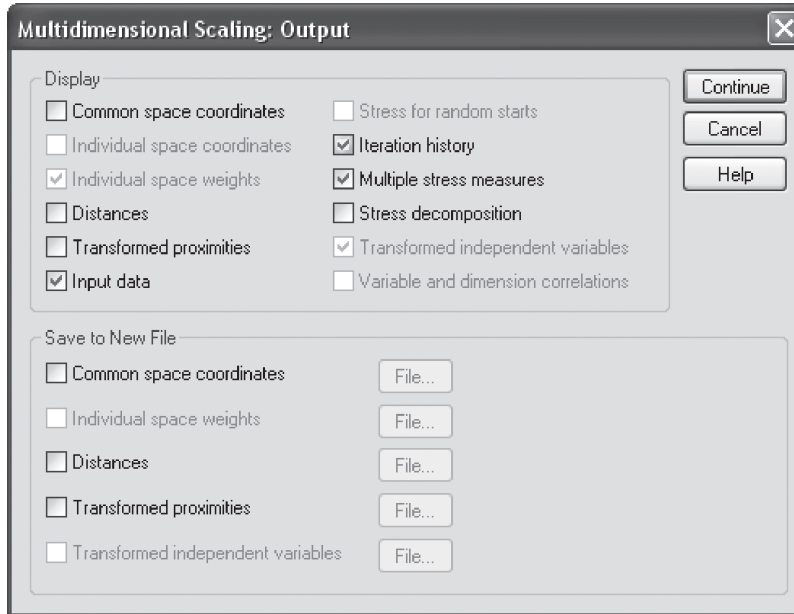 Multidimensional Scaling: Output
Display
Common space coordinates
Individual space coordinates
Individual space weights
Distances
Transformed proximities
Input data
Stress for random starts
Iteration history
Multiple stress measures
Stress decomposition
Transformed independent variables
Variable and dimension correlations
Continue
Cancel
Help
Save to New File
Common space coordinates File...
Individual space weights File...
Distances File...
Transformed proximities File...
Transformed independent variables File...